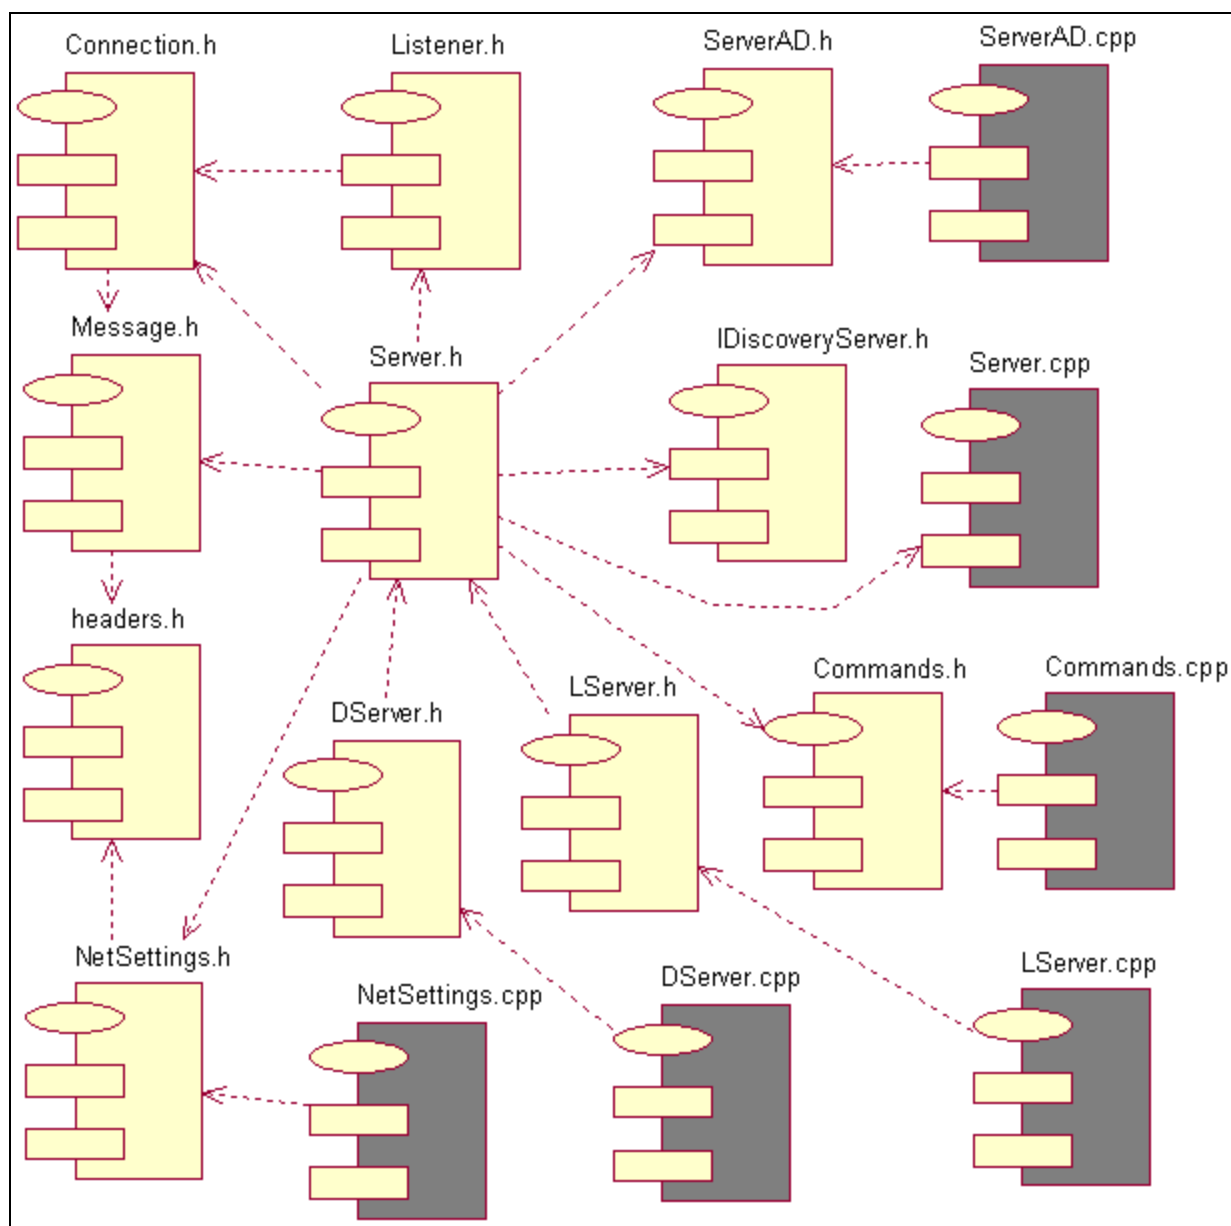 Connection.h
Listener.h
ServerAD.h
ServerAD.cpp
Message.h
Server.h
IDiscoveryServer.h
Server.cpp
headers.h
DServer.h
LServer.h
Commands.h
Commands.cpp
NetSettings.h
NetSettings.cpp
DServer.cpp
LServer.cpp